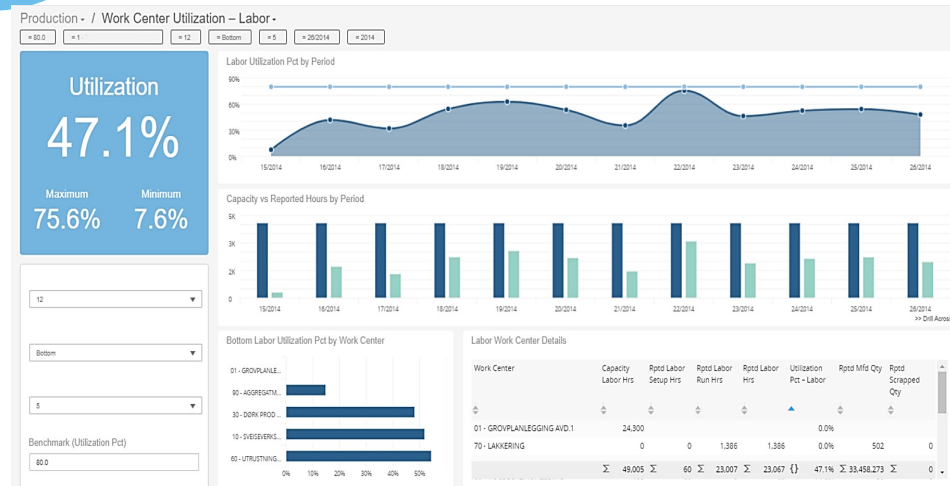 Production / Work Center Utilization – Labor
= 80.0 = 1 - = 12 = Bottom = 5 = 26/2014 = 2014
Utilization
47.1%
Maximum Minimum
75.6% 7.6%
12
Bottom
5
Benchmark (Utilization Pct)
80.0
Labor Utilization Pct by Period
90%
60%
30%
0%
15/2014 16/2014 17/2014 18/2014 19/2014 20/2014 21/2014 22/2014 23/2014 24/2014 25/2014 26/2014
Capacity vs Reported Hours by Period
5K
3K
2K
0
15/2014 16/2014 17/2014 18/2014 19/2014 20/2014 21/2014 22/2014 23/2014 24/2014 25/2014 26/2014
>> Drill Across
Bottom Labor Utilization Pct by Work Center
01 - GROVPLANLE...
90 - AGGREGATM...
30 - DØRK PROD ...
10 - SVEISEVERKS...
60 - UTRUSTNING...
0% 10% 20% 30% 40% 50%
Labor Work Center Details
Work Center Capacity Rptd Labor Rptd Labor Rptd Labor Utilization Rptd Mfd Qty Rptd
Labor Hrs Setup Hrs Run Hrs Hrs Pct – Labor Scrapped
Qty
01 - GROVPLANLEGGING AVD.1 24,300 0.0%
70 - LAKKERING 0 0 1,386 1,386 0.0% 502 0
Σ 49,005 Σ 60 Σ 23,007 Σ 23,067 {} 47.1% Σ 33,458,273 Σ 0